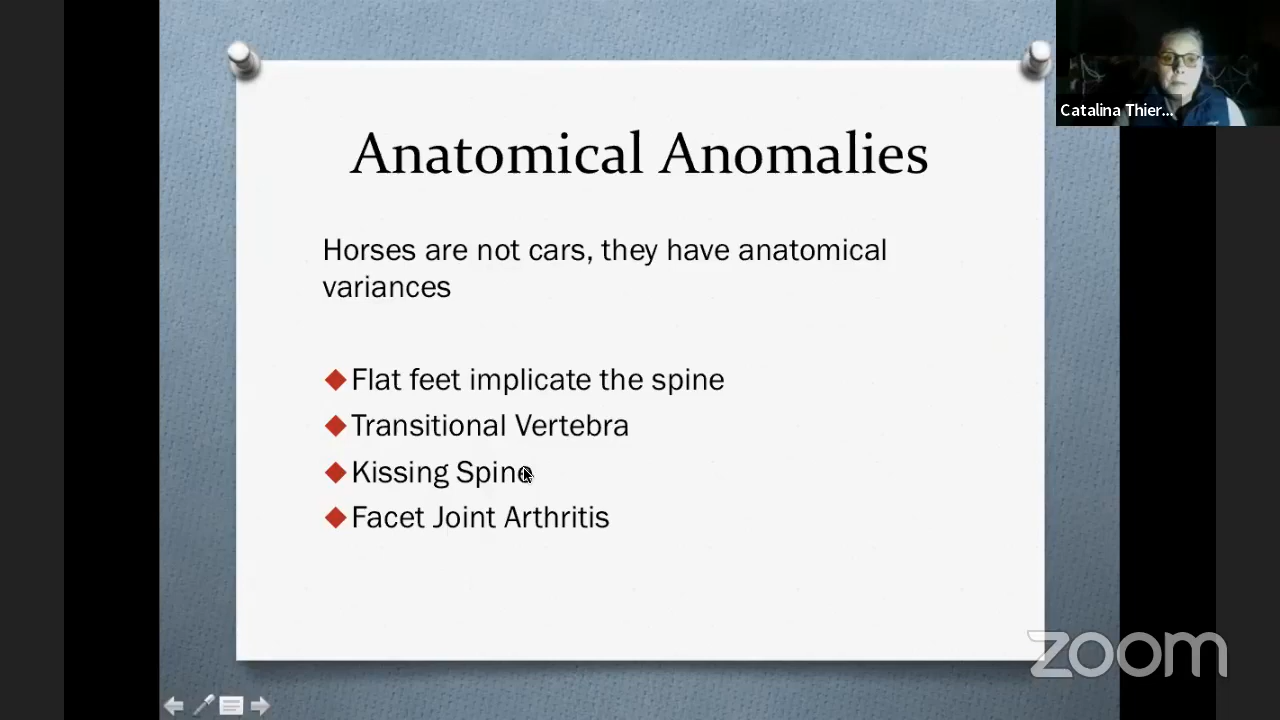 Anatomical Anomalies
Catalina Thier...
Horses are not cars, they have anatomical
variances
Flat feet implicate the spine
Transitional Vertebra
Kissing Spine
Facet Joint Arthritis
zoom